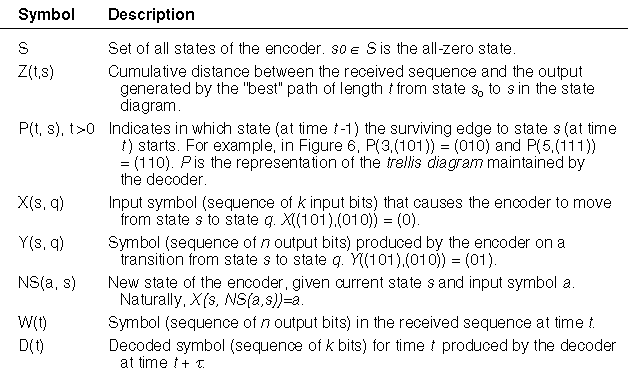 Symbol Description
S Set of all states of the encoder. so ∈ S is the all-zero state.
Z(t,s) Cumulative distance between the received sequence and the output
generated by the "best" path of length t from state s₀ to s in the state
diagram.
P(t, s), t >0 Indicates in which state (at time t -1) the surviving edge to state s (at time
t ) starts. For example, in Figure 6, P(3,(101)) = (010) and P(5,(111))
= (110). P is the representation of the trellis diagram maintained by
the decoder.
X(s, q) Input symbol (sequence of k input bits) that causes the encoder to move
from state s to state q. X((101),(010)) = (0).
Y(s, q) Symbol (sequence of n output bits) produced by the encoder on a
transition from state s to state q. Y((101),(010)) = (01).
NS(a, s) New state of the encoder, given current state s and input symbol a.
Naturally, X(s, NS(a,s))=a.
W(t) Symbol (sequence of n output bits) in the received sequence at time t.
D(t) Decoded symbol (sequence of k bits) for time t produced by the decoder
at time t + τ.